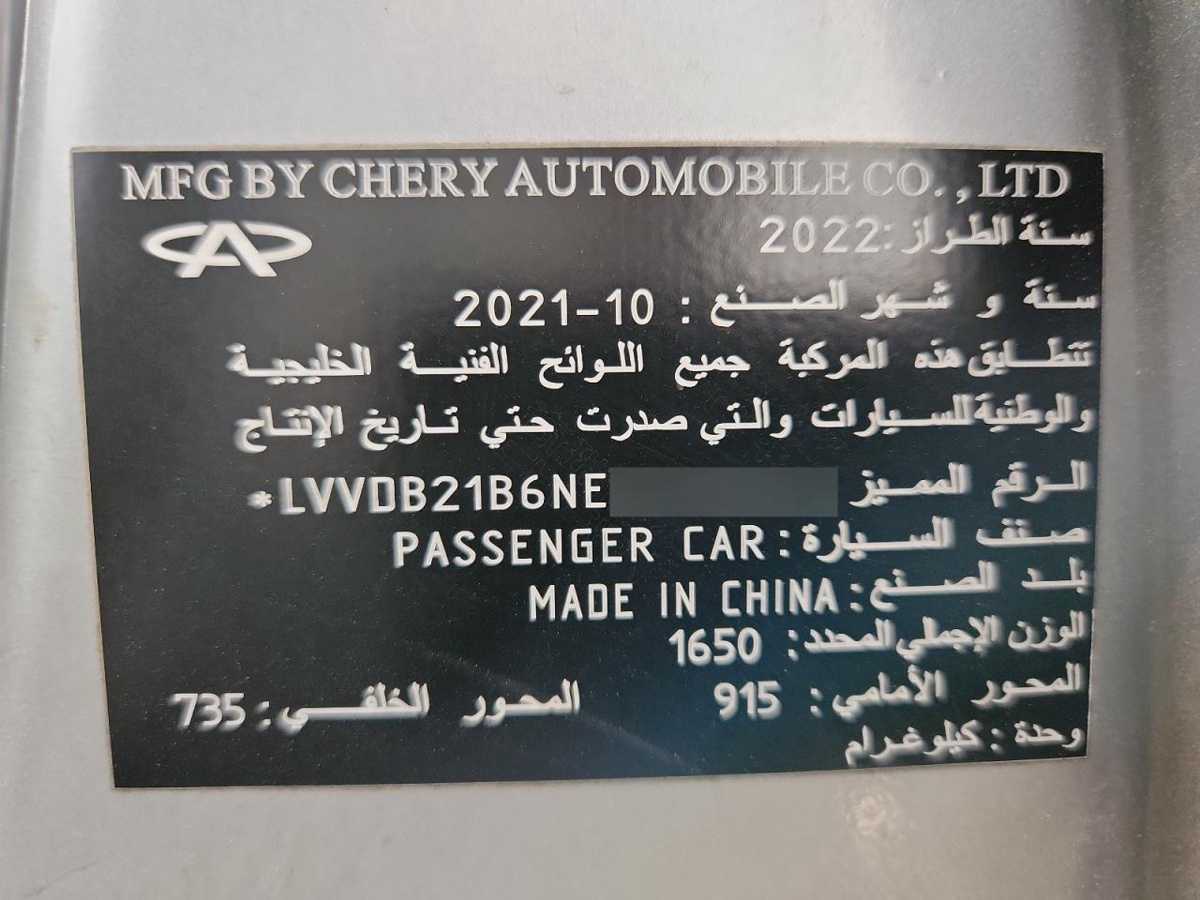 MFG BY CHERY AUTOMOBILE CO.,LTD
سنة الطراز:2022
سنة و شهر الصنع : 2021-10
تتطابق هذه المركبة جميع اللوائح الفنية الخليجية
والوطنية للسيارات والتي صدرت حتي تاريخ الإنتاج
الرقم المميز *LVVDB21B6NE
صنف السيارة: PASSENGER CAR
بلد الصنع: MADE IN CHINA
الوزن الإجمالي المحدد: 1650
المحور الأمامي: 915 المحور الخلفي: 735
وحدة : كيلوغرام